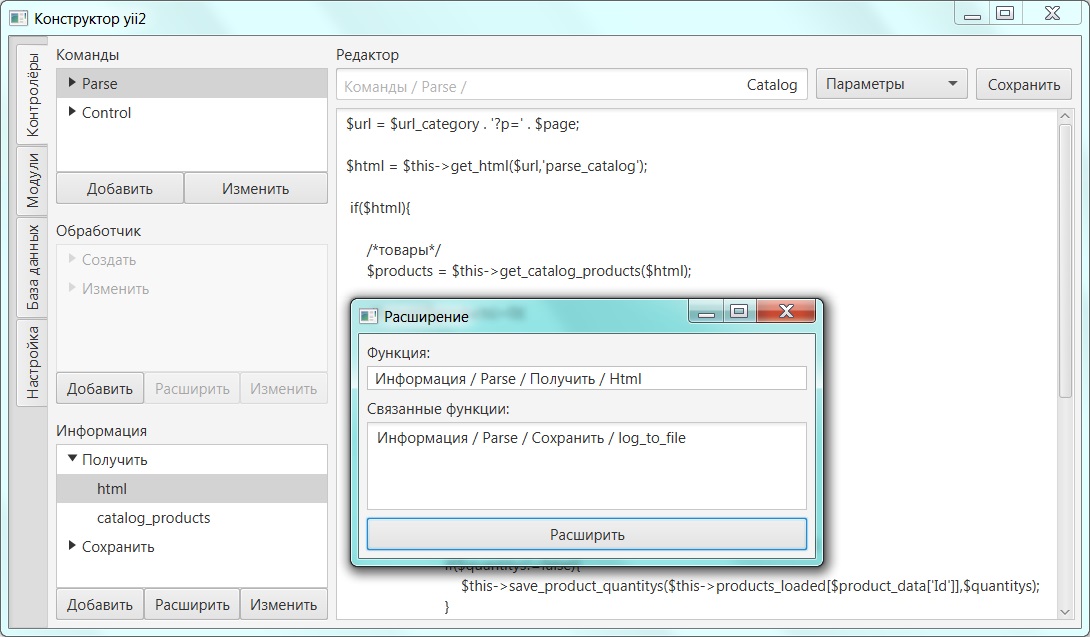 Конструктор yii2
Контролёры
Модули
База данных
Настройка
Команды
Parse
Control
Добавить Изменить
Обработчик
Создать
Изменить
Добавить Расширить Изменить
Информация
Получить
html
catalog_products
Сохранить
Добавить Расширить Изменить
Редактор
Команды / Parse / Catalog Параметры Сохранить
$url = $url_category . '?p=' . $page;
$html = $this->get_html($url,'parse_catalog');
if($html){
/*товары*/
$products = $this->get_catalog_products($html);
Расширение
Функция:
Информация / Parse / Получить / Html
Связанные функции:
Информация / Parse / Сохранить / log_to_file
Расширить
if($quantitys!=false){
$this->save_product_quantitys($this->products_loaded[$product_data['Id']],$quantitys);
}